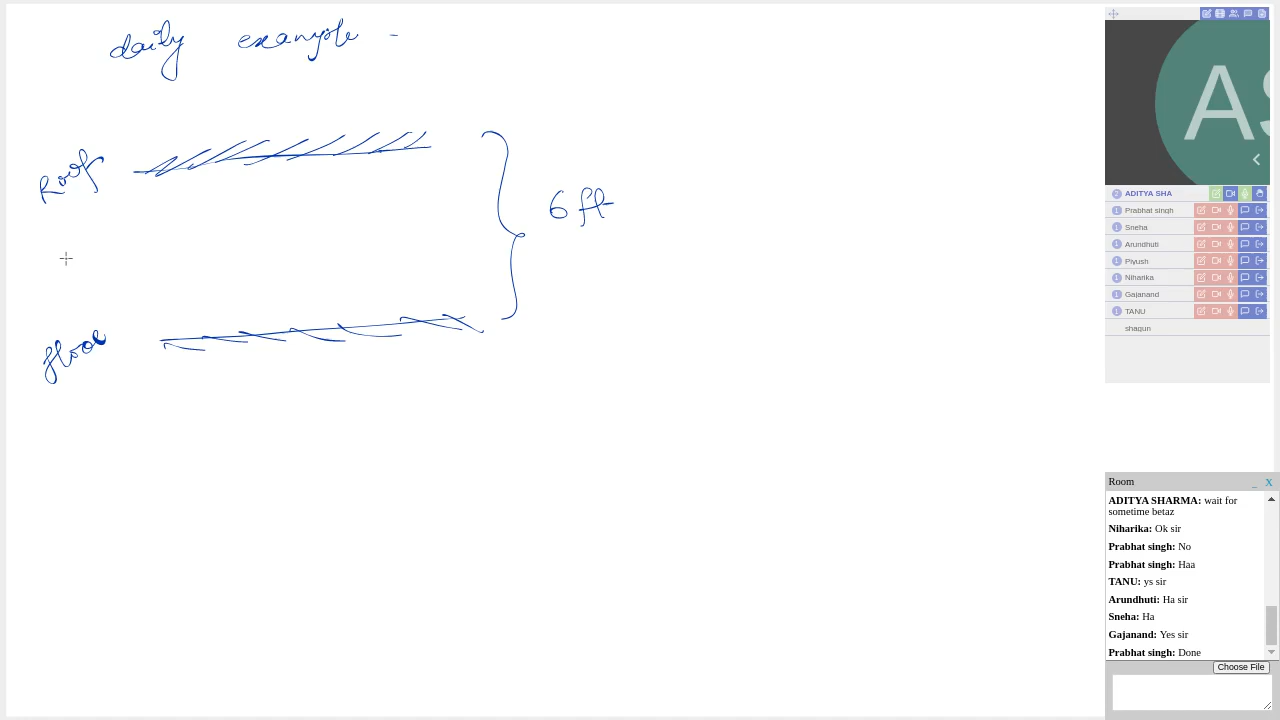 daily example -
Roof
6 ft
floor
AS
ADITYA SHA
Prabhat singh
Sneha
Arundhuti
Piyush
Niharika
Gajanand
TANU
shagun
Room
_ X
ADITYA SHARMA: wait for
sometime betaz
Niharika: Ok sir
Prabhat singh: No
Prabhat singh: Haa
TANU: ys sir
Arundhuti: Ha sir
Sneha: Ha
Gajanand: Yes sir
Prabhat singh: Done
Choose File